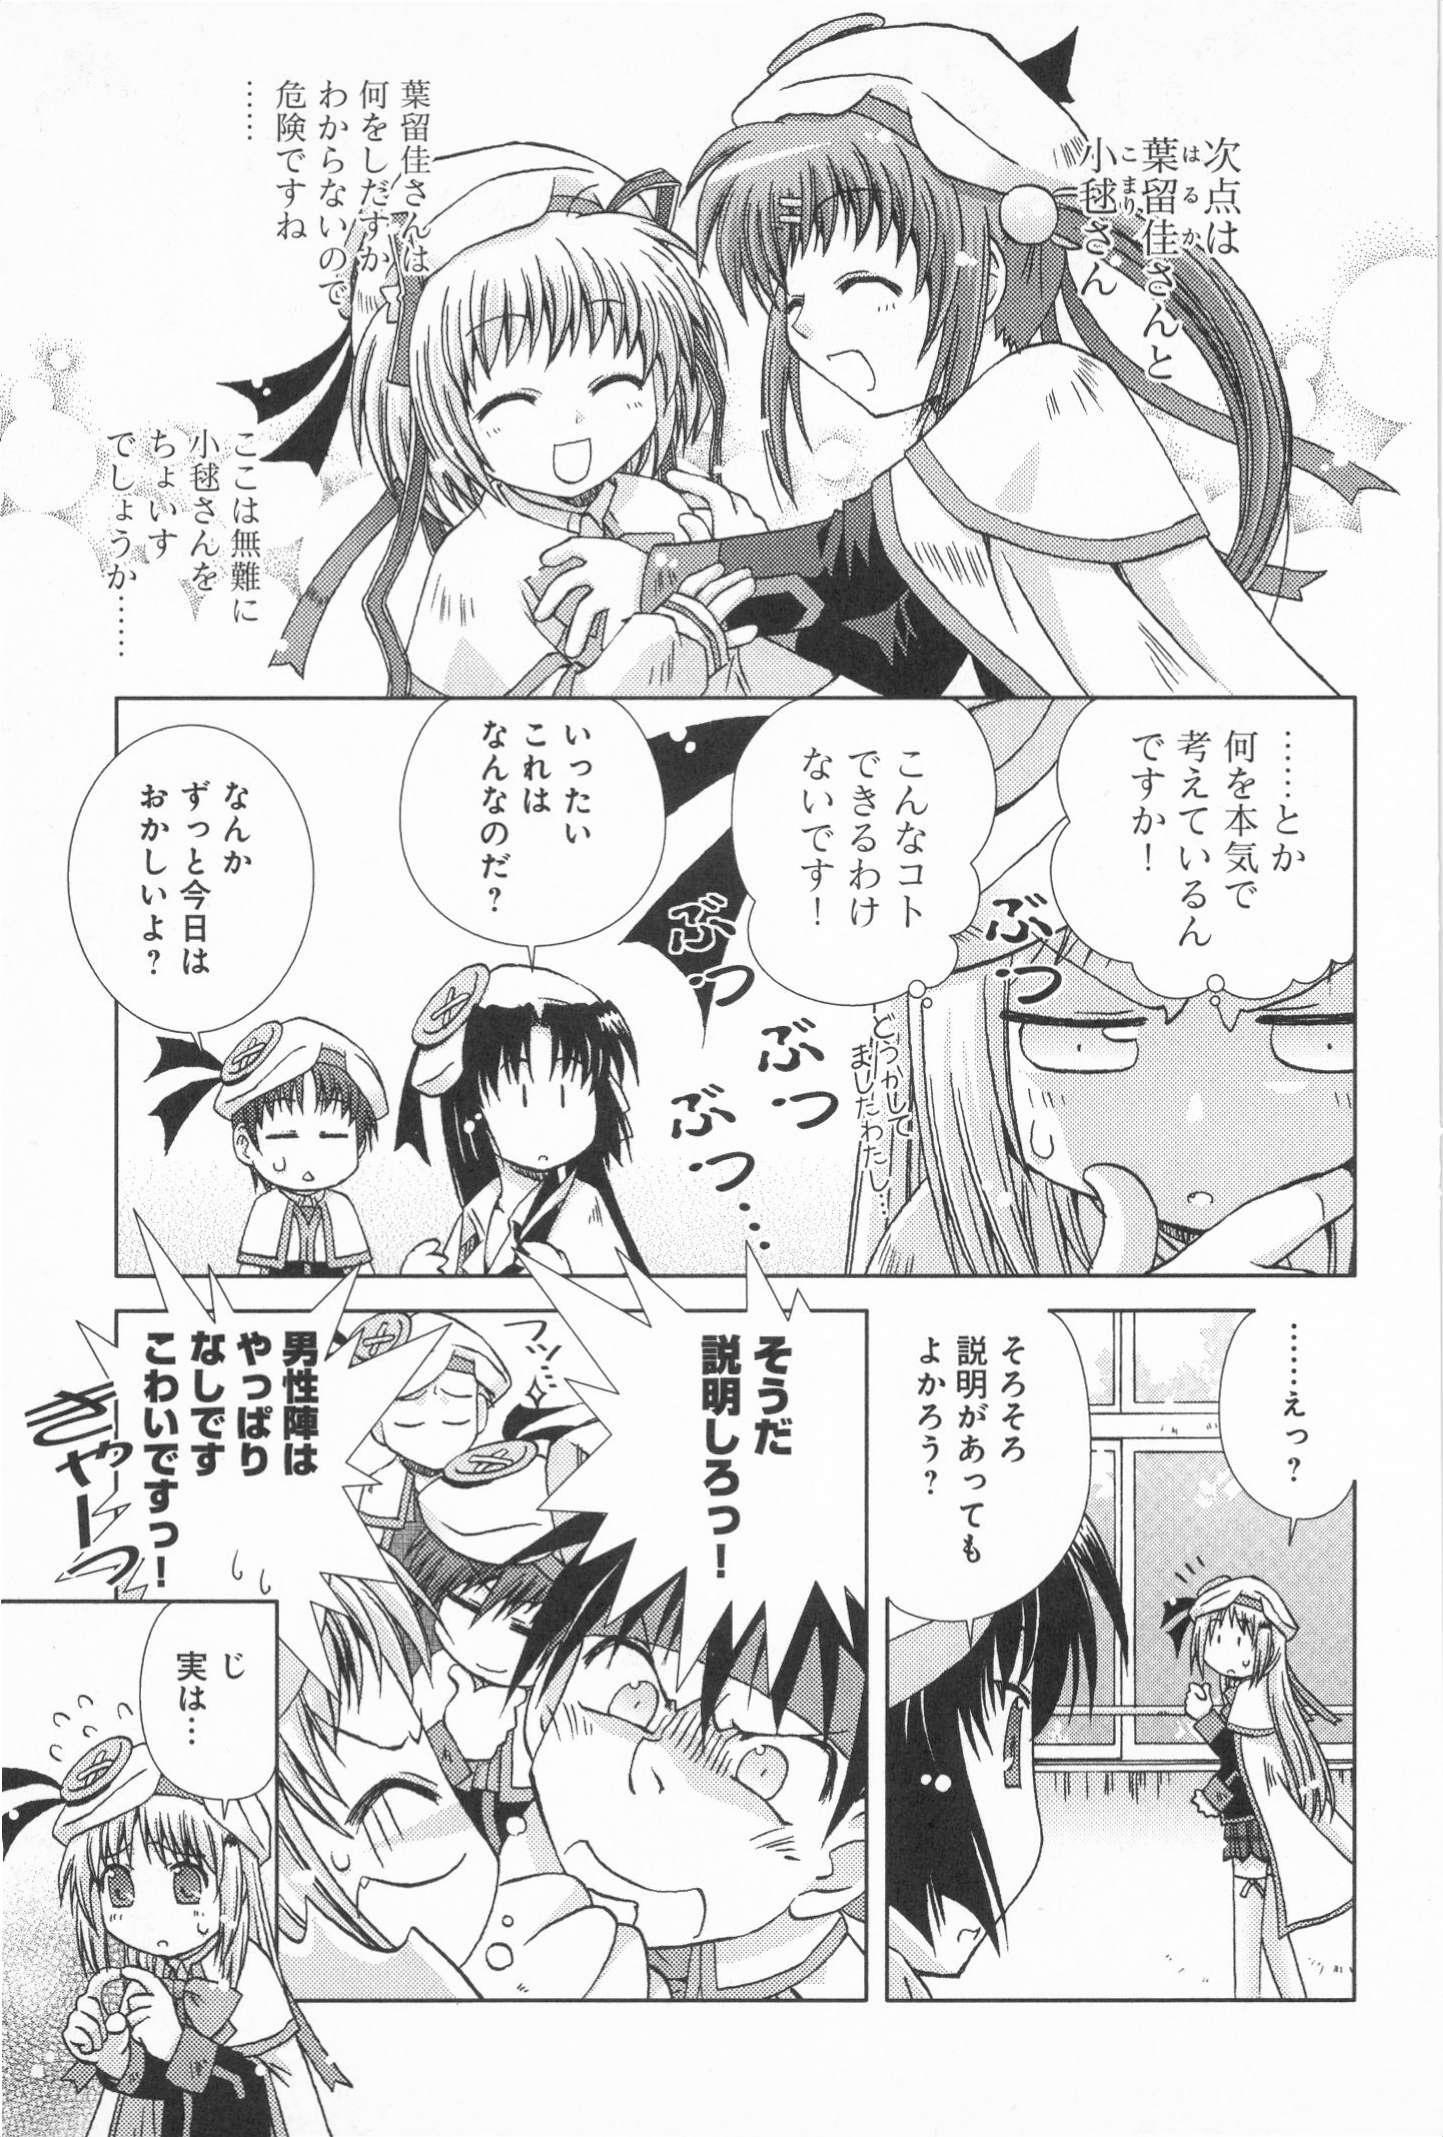 次点は
葉留佳さんと
はるか
小毬さん
こまり
葉留佳さんは
何をしだすか
わからないので
危険ですね
……
ここは無難に
小毬さんを
ちょいす
でしょうか……
……とか
何を本気で
考えているん
ですか！
こんなコト
できるわけ
ないです！
ぶつ
ぶつ
ぶつ
ぶつ…
どうかして
ましたわたし…
いったい
これは
なんなのだ？
なんか
ずっと今日は
おかしいよ？
……えっ？
そろそろ
説明があっても
よかろう？
そうだ
説明しろっ！
フッ
男性陣は
やっぱり
なしです
こわいですっ！
きゃーっ
じ
実は…